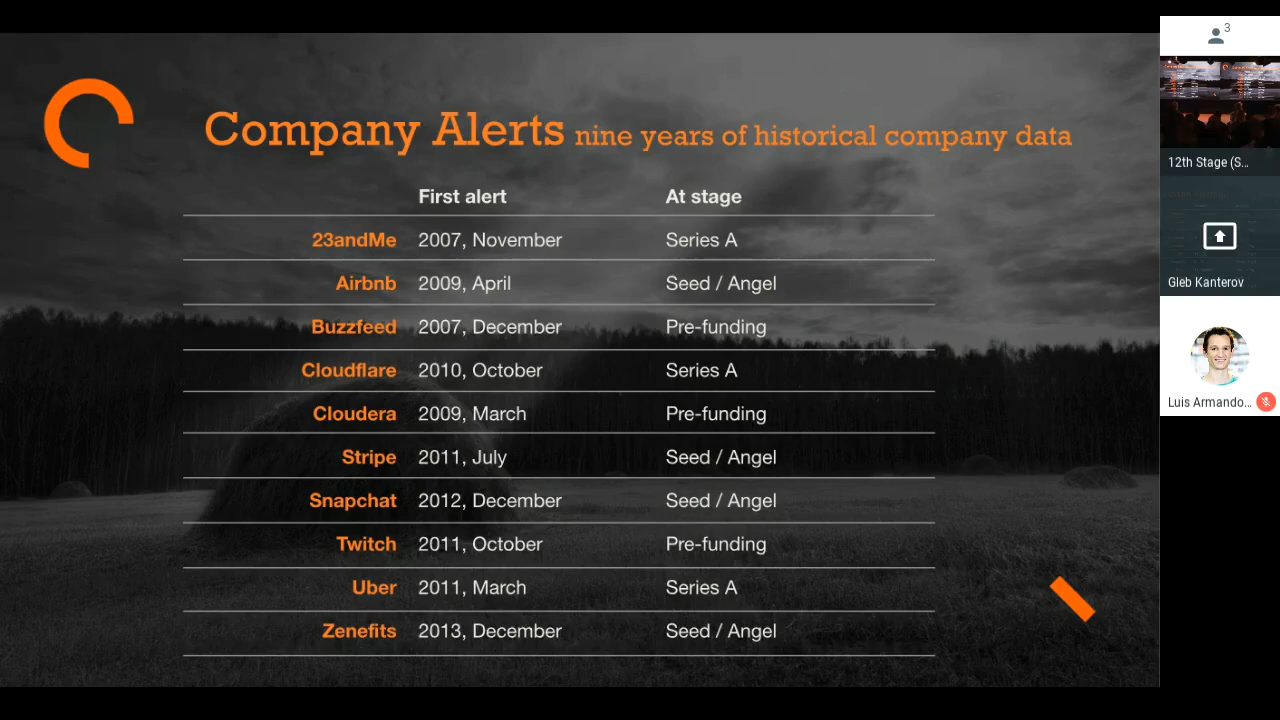 Company Alerts nine years of historical company data
First alert At stage
23andMe 2007, November Series A
Airbnb 2009, April Seed / Angel
Buzzfeed 2007, December Pre-funding
Cloudflare 2010, October Series A
Cloudera 2009, March Pre-funding
Stripe 2011, July Seed / Angel
Snapchat 2012, December Seed / Angel
Twitch 2011, October Pre-funding
Uber 2011, March Series A
Zenefits 2013, December Seed / Angel
3
12th Stage (S...
Gleb Kanterov
Luis Armando...